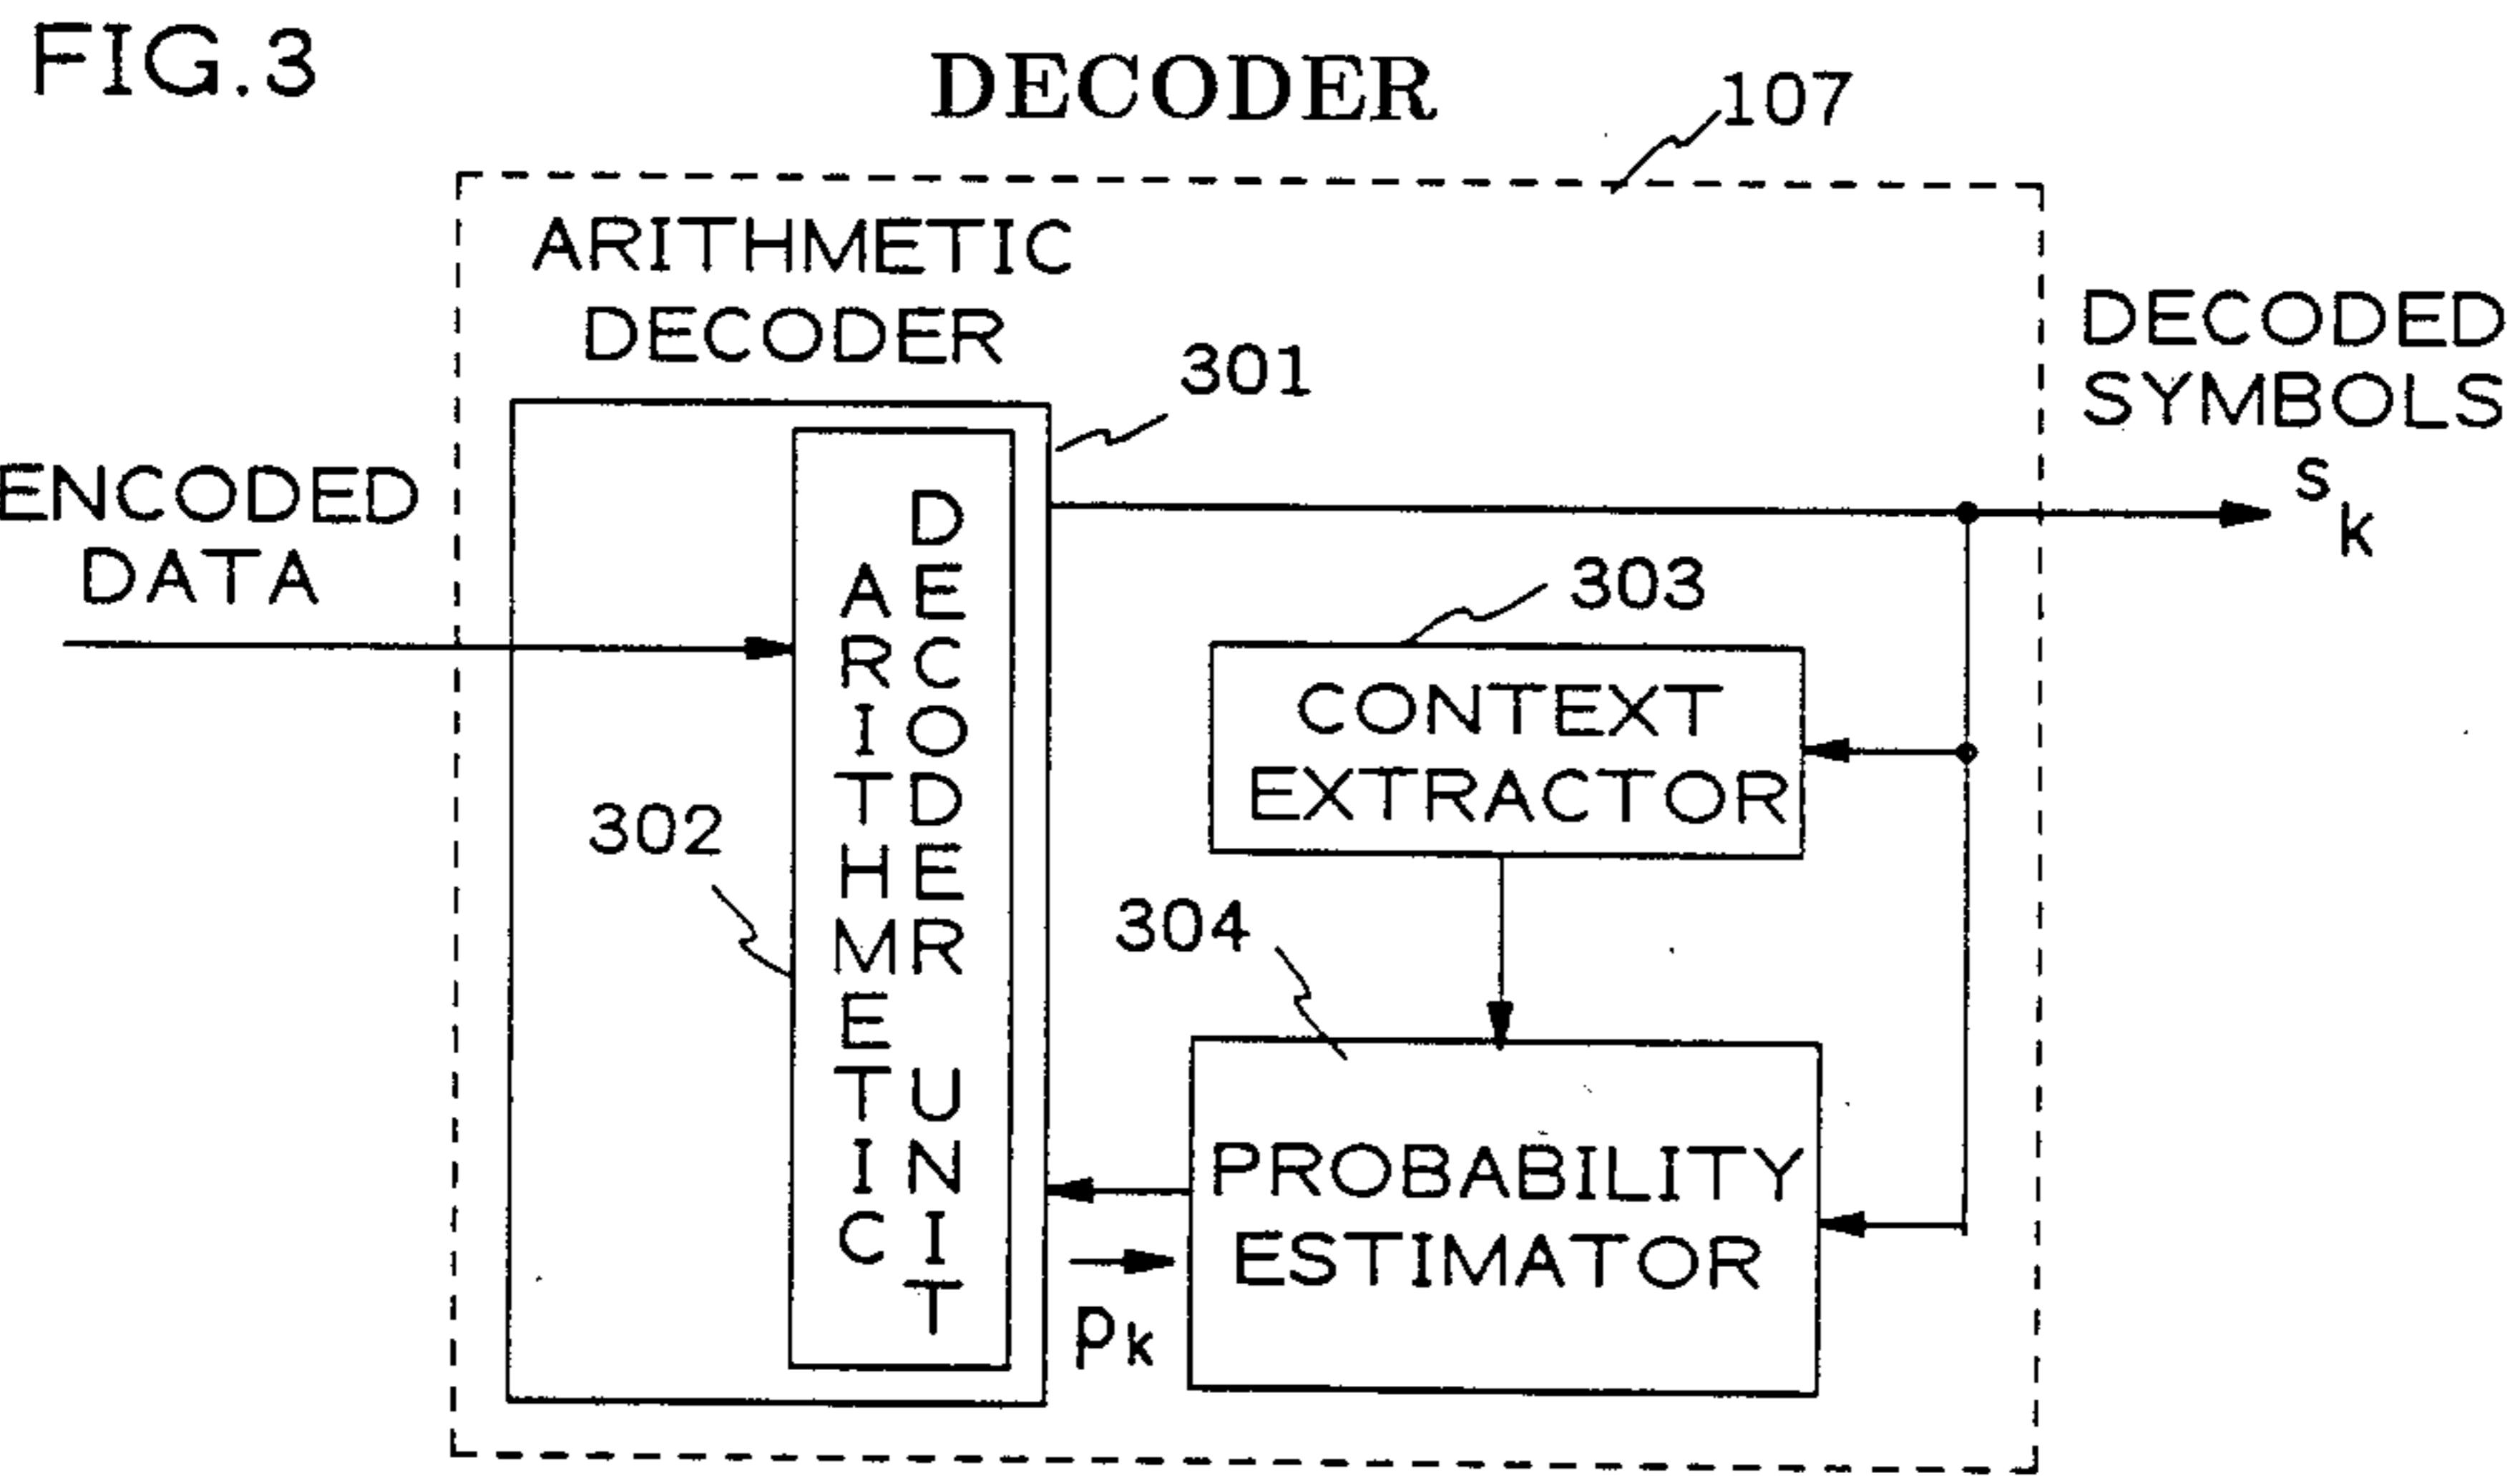 FIG.3
DECODER
107
ARITHMETIC
DECODER
301
DECODED
SYMBOLS
s k
ENCODED
DATA
ARITHMETIC
DECODER UNIT
302
303
CONTEXT
EXTRACTOR
304
PROBABILITY
ESTIMATOR
p k